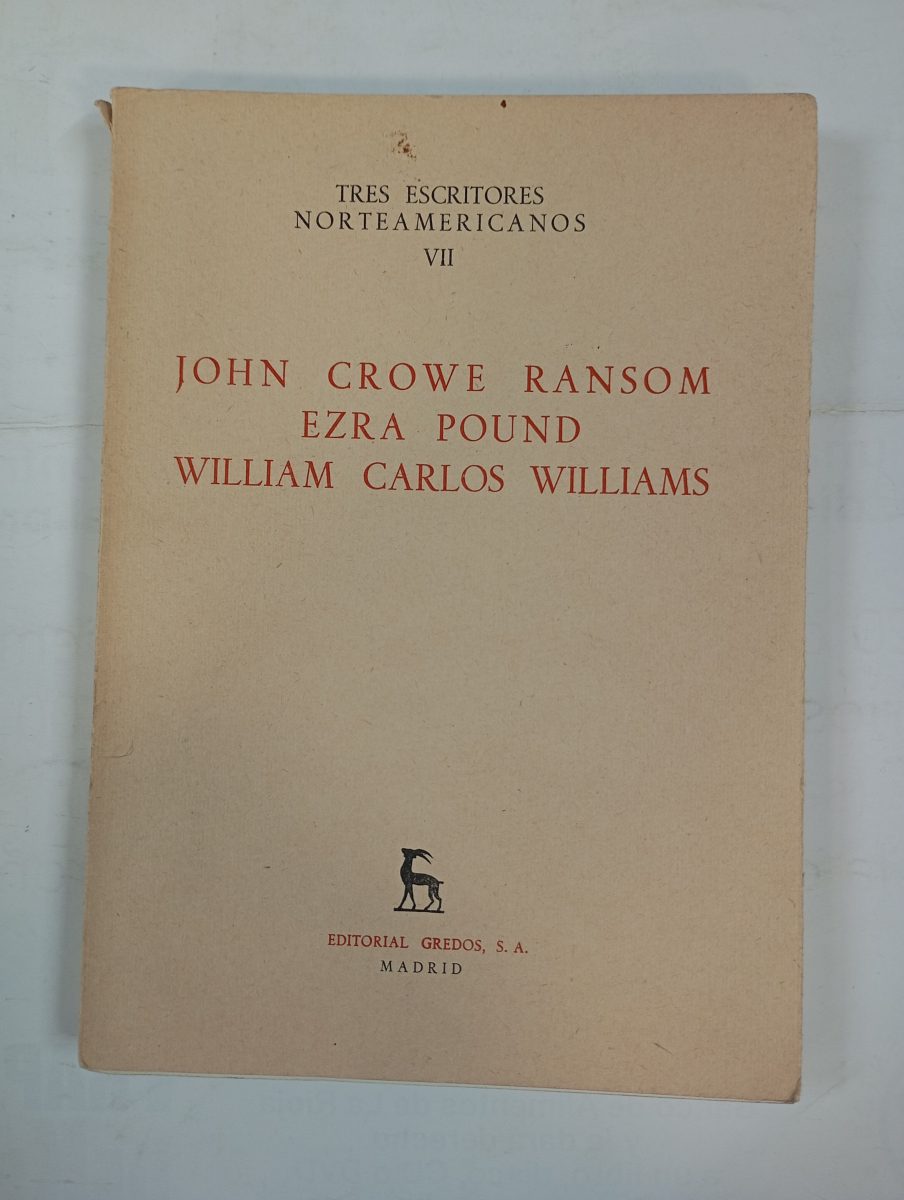 TRES ESCRITORES
NORTEAMERICANOS
VII
JOHN CROWE RANSOM
EZRA POUND
WILLIAM CARLOS WILLIAMS
EDITORIAL GREDOS, S. A.
MADRID